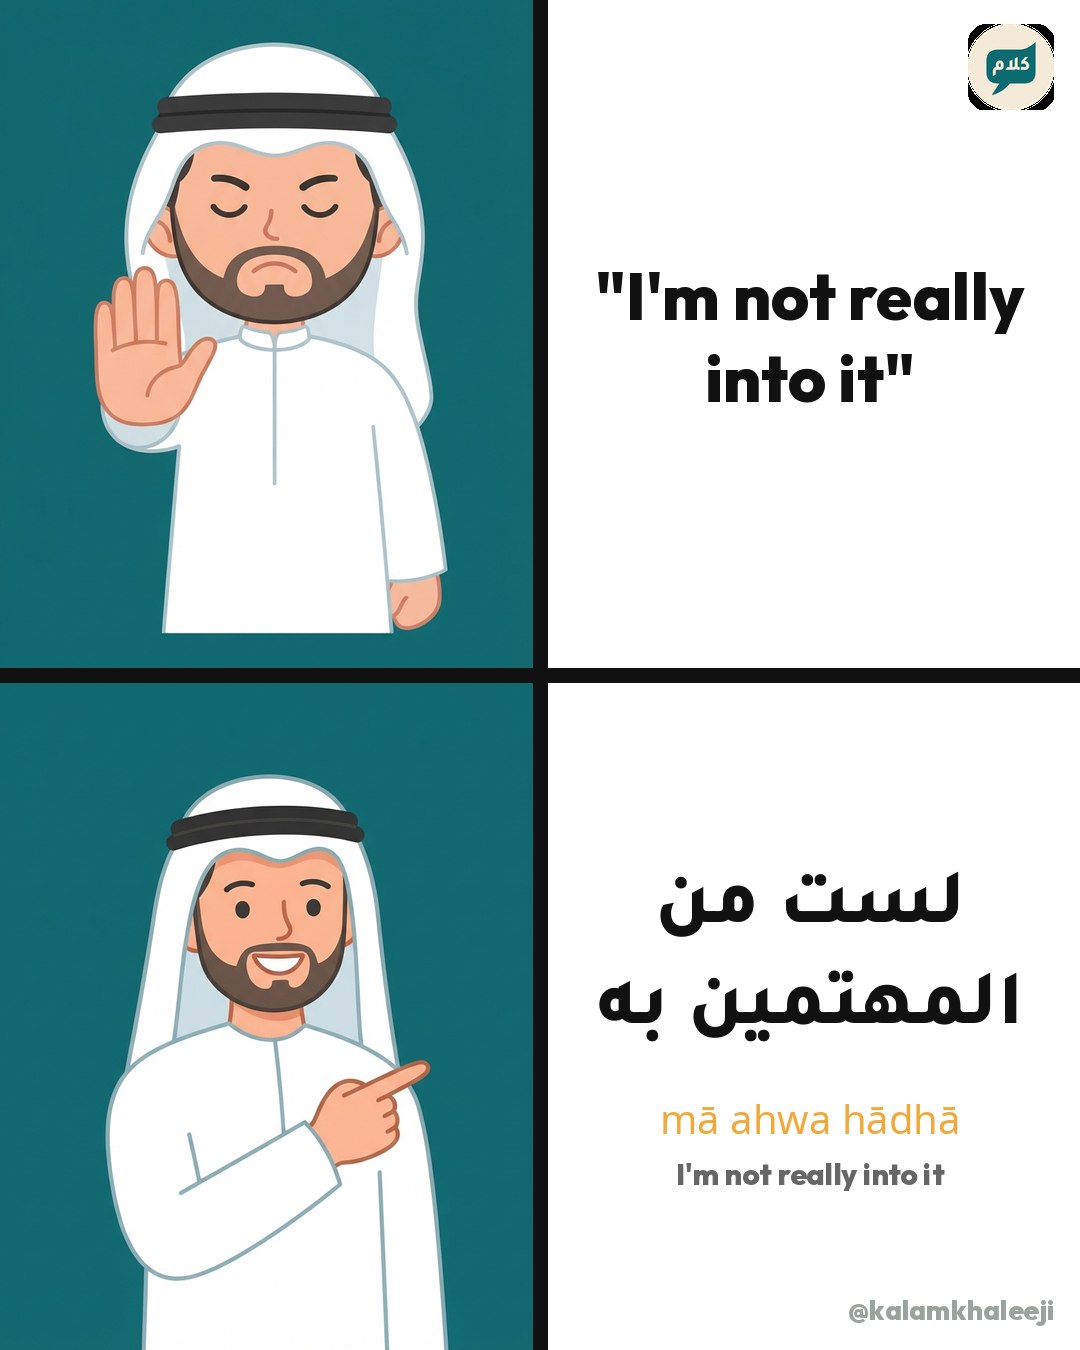 كلام
"I'm not really
into it"
لست من
المهتمين به
mā ahwa hādhā
I'm not really into it
@kalamkhaleeji